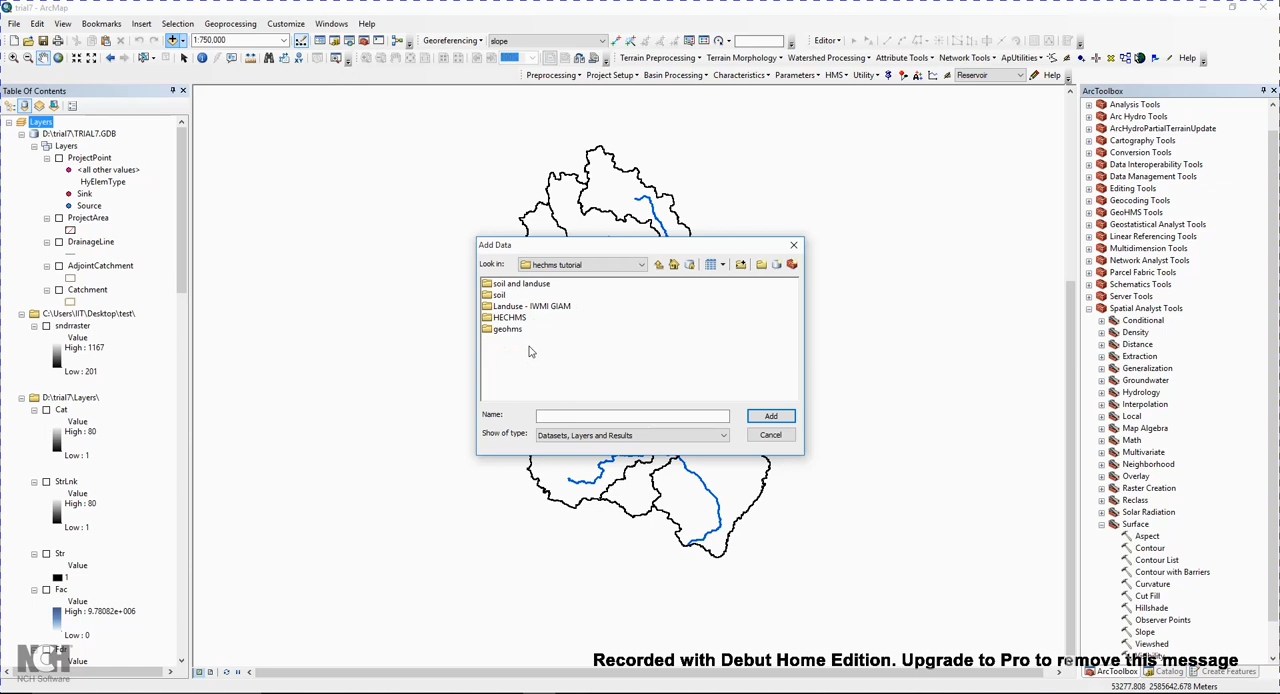 trial7 - ArcMap
File Edit View Bookmarks Insert Selection Geoprocessing Customize Windows Help
1:750,000 Georeferencing slope Editor
Terrain Preprocessing Terrain Morphology Watershed Processing Attribute Tools Network Tools ApUtilities Help
Preprocessing Project Setup Basin Processing Characteristics Parameters HMS Utility Reservoir Help
Table Of Contents
Layers
D:\trial7\TRIAL7.GDB
Layers
ProjectPoint
<all other values>
HyElemType
Sink
Source
ProjectArea
DrainageLine
AdjointCatchment
Catchment
C:\Users\IIT\Desktop\test\
sndrraster
Value
High : 1167
Low : 201
D:\trial7\Layers\
Cat
Value
High : 80
Low : 1
StrLnk
Value
High : 80
Low : 1
Str
Value
1
Fac
Value
High : 9.78082e+006
Low : 0
Value
Add Data
Look in: hechms tutorial
soil and landuse
soil
Landuse - IWMI GIAM
HECHMS
geohms
Name:
Add
Show of type: Datasets, Layers and Results
Cancel
ArcToolbox
Analysis Tools
Arc Hydro Tools
ArcHydroPartialTerrainUpdate
Cartography Tools
Conversion Tools
Data Interoperability Tools
Data Management Tools
Editing Tools
Geocoding Tools
GeoHMS Tools
Geostatistical Analyst Tools
Linear Referencing Tools
Multidimension Tools
Network Analyst Tools
Parcel Fabric Tools
Schematics Tools
Server Tools
Spatial Analyst Tools
Conditional
Density
Distance
Extraction
Generalization
Groundwater
Hydrology
Interpolation
Local
Map Algebra
Math
Multivariate
Neighborhood
Overlay
Raster Creation
Reclass
Solar Radiation
Surface
Aspect
Contour
Contour List
Contour with Barriers
Curvature
Cut Fill
Hillshade
Observer Points
Slope
Viewshed
NCH
NCH Software
Recorded with Debut Home Edition. Upgrade to Pro to remove this message
ArcToolbox Catalog Create Features
53277.808 2585642.678 Meters